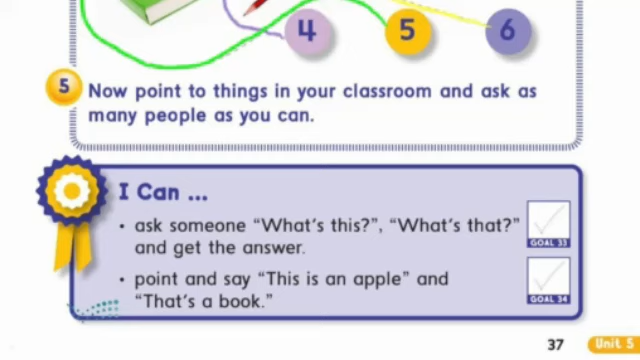 4 5 6
5 Now point to things in your classroom and ask as
many people as you can.
I Can ...
• ask someone “What's this?”, “What's that?”
and get the answer.
GOAL 33
• point and say “This is an apple” and
“That's a book.”
GOAL 34
37 Unit 5